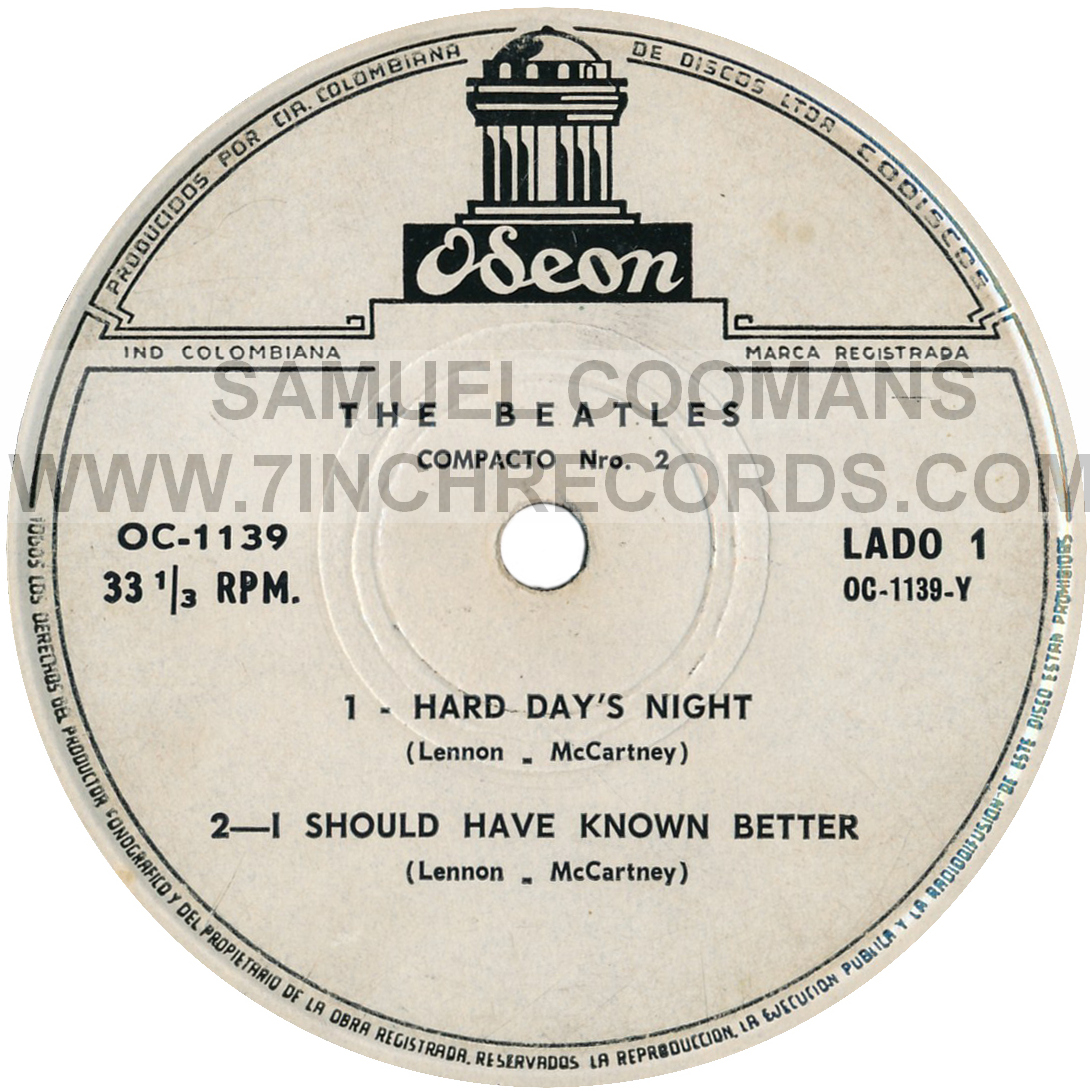 PRODUCIDOS POR CIA. COLOMBIANA DE DISCOS LTDA CODISCOS
Odeon
IND COLOMBIANA
MARCA REGISTRADA
SAMUEL COOMANS
THE BEATLES
COMPACTO Nro. 2
WWW.7INCHRECORDS.COM
OC-1139
LADO 1
33 1/3 RPM.
OC-1139-Y
1 - HARD DAY'S NIGHT
(Lennon - McCartney)
2—I SHOULD HAVE KNOWN BETTER
(Lennon - McCartney)
TODOS LOS DERECHOS DEL PRODUCTOR FONOGRAFICO Y DEL PROPIETARIO DE LA OBRA REGISTRADA. RESERVADOS LA REPRODUCCION, LA EJECUCION PUBLICA Y LA RADIODIFUSION DE ESTE DISCO ESTAN PROHIBIDES